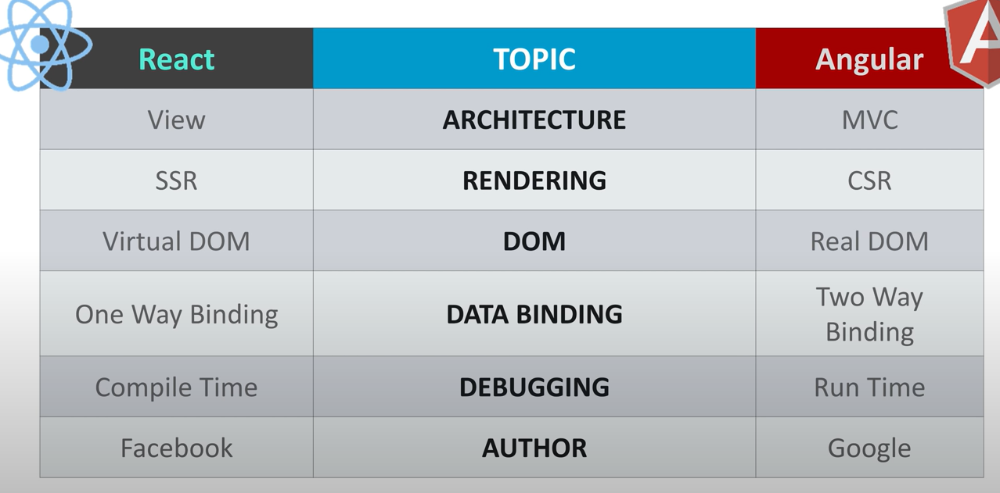 React TOPIC Angular
View ARCHITECTURE MVC
SSR RENDERING CSR
Virtual DOM DOM Real DOM
One Way Binding DATA BINDING Two Way
Binding
Compile Time DEBUGGING Run Time
Facebook AUTHOR Google